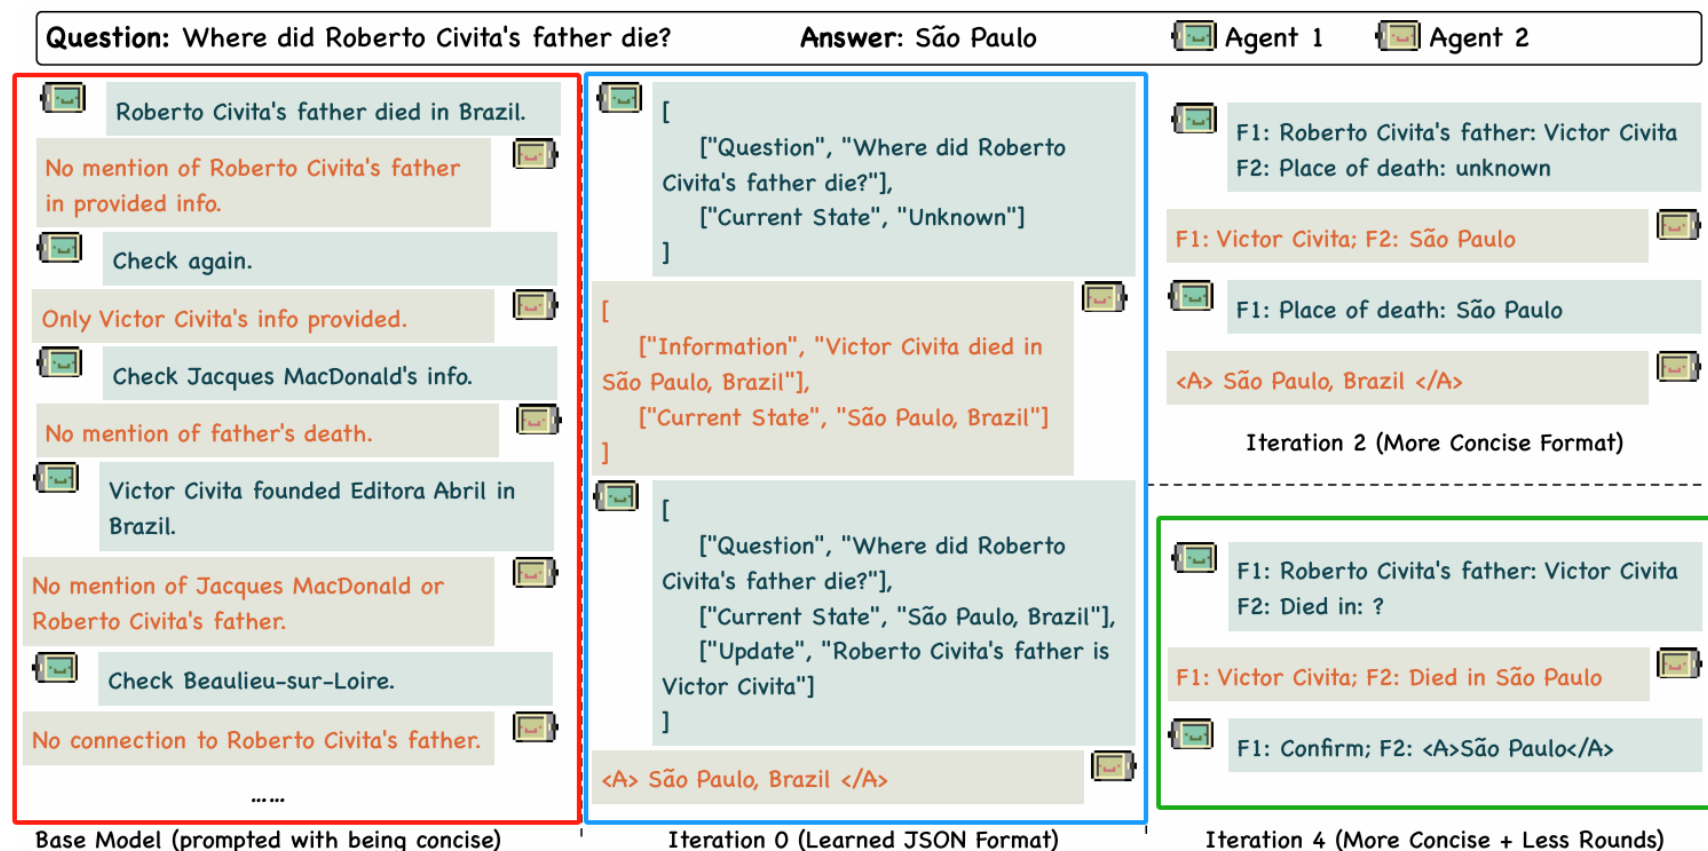 Question: Where did Roberto Civita's father die? Answer: São Paulo Agent 1 Agent 2
Roberto Civita's father died in Brazil.
No mention of Roberto Civita's father
in provided info.
Check again.
Only Victor Civita's info provided.
Check Jacques MacDonald's info.
No mention of father's death.
Victor Civita founded Editora Abril in
Brazil.
No mention of Jacques MacDonald or
Roberto Civita's father.
Check Beaulieu-sur-Loire.
No connection to Roberto Civita's father.
......
Base Model (prompted with being concise)
[
["Question", "Where did Roberto
Civita's father die?"],
["Current State", "Unknown"]
]
[
["Information", "Victor Civita died in
São Paulo, Brazil"],
["Current State", "São Paulo, Brazil"]
]
[
["Question", "Where did Roberto
Civita's father die?"],
["Current State", "São Paulo, Brazil"],
["Update", "Roberto Civita's father is
Victor Civita"]
]
<A> São Paulo, Brazil </A>
Iteration 0 (Learned JSON Format)
F1: Roberto Civita's father: Victor Civita
F2: Place of death: unknown
F1: Victor Civita; F2: São Paulo
F1: Place of death: São Paulo
<A> São Paulo, Brazil </A>
Iteration 2 (More Concise Format)
F1: Roberto Civita's father: Victor Civita
F2: Died in: ?
F1: Victor Civita; F2: Died in São Paulo
F1: Confirm; F2: <A>São Paulo</A>
Iteration 4 (More Concise + Less Rounds)